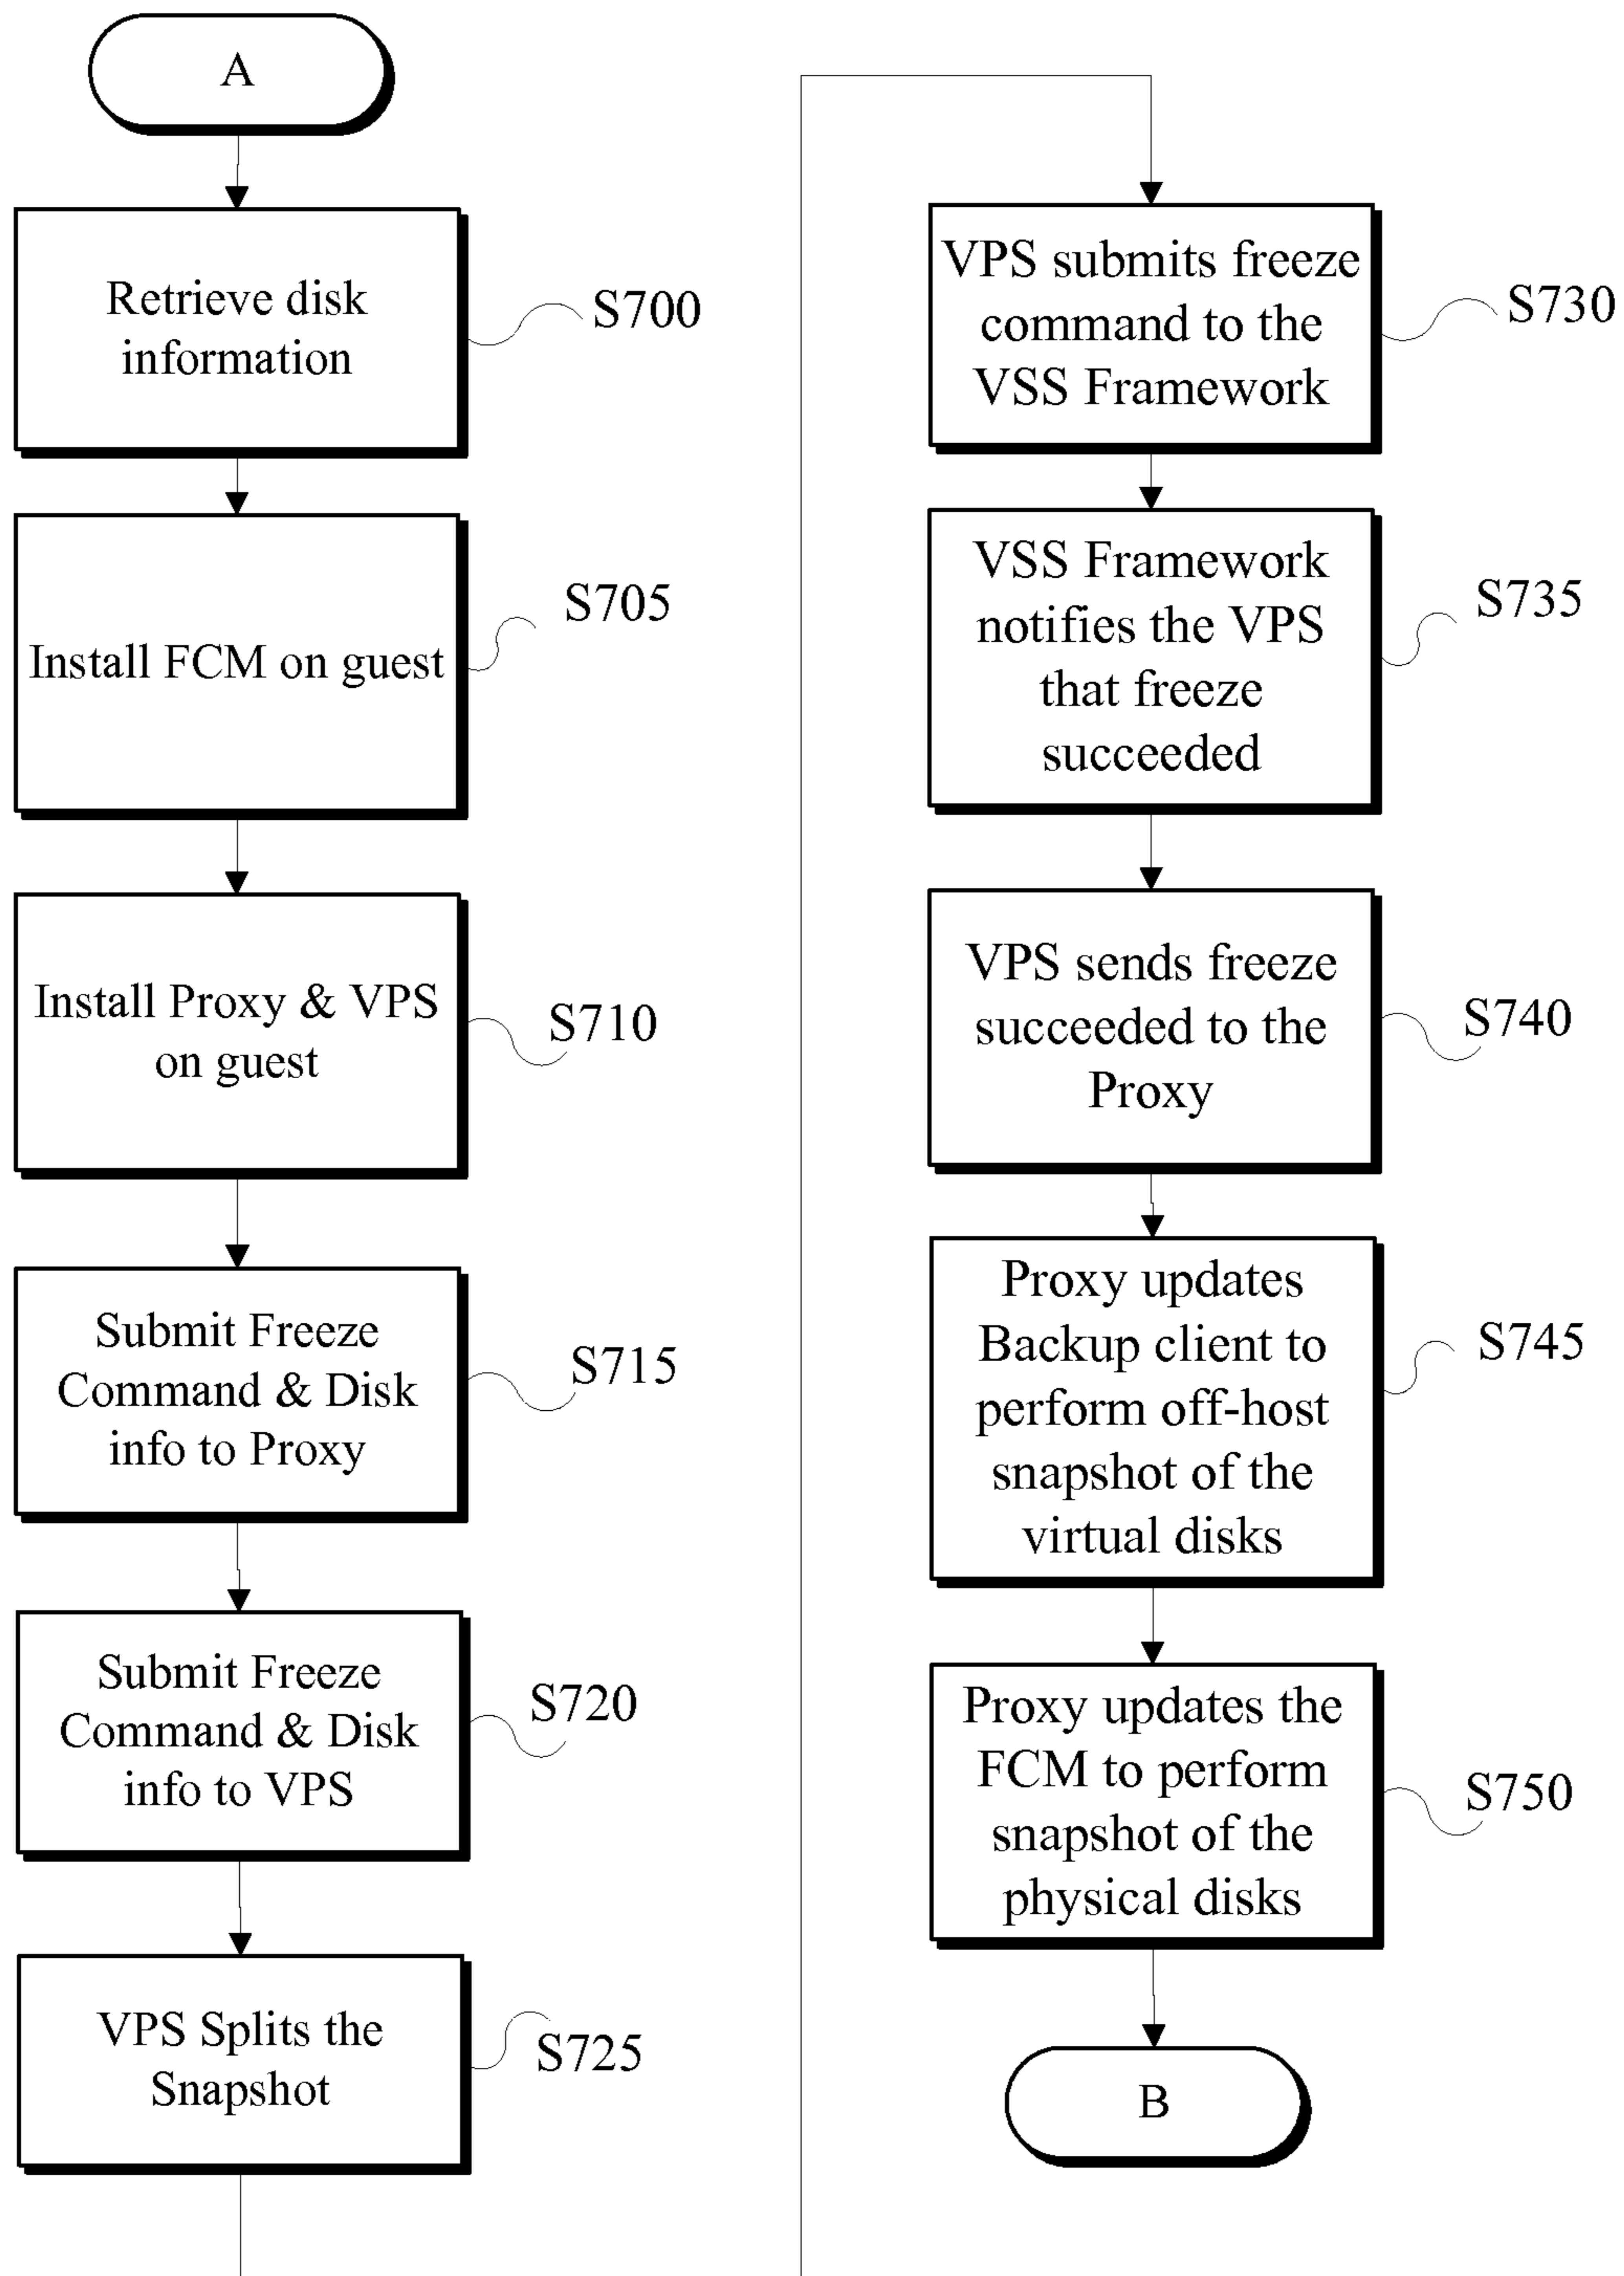 A
Retrieve disk
information
S700
Install FCM on guest
S705
Install Proxy & VPS
on guest
S710
Submit Freeze
Command & Disk
info to Proxy
S715
Submit Freeze
Command & Disk
info to VPS
S720
VPS Splits the
Snapshot
S725
VPS submits freeze
command to the
VSS Framework
S730
VSS Framework
notifies the VPS
that freeze
succeeded
S735
VPS sends freeze
succeeded to the
Proxy
S740
Proxy updates
Backup client to
perform off-host
snapshot of the
virtual disks
S745
Proxy updates the
FCM to perform
snapshot of the
physical disks
S750
B